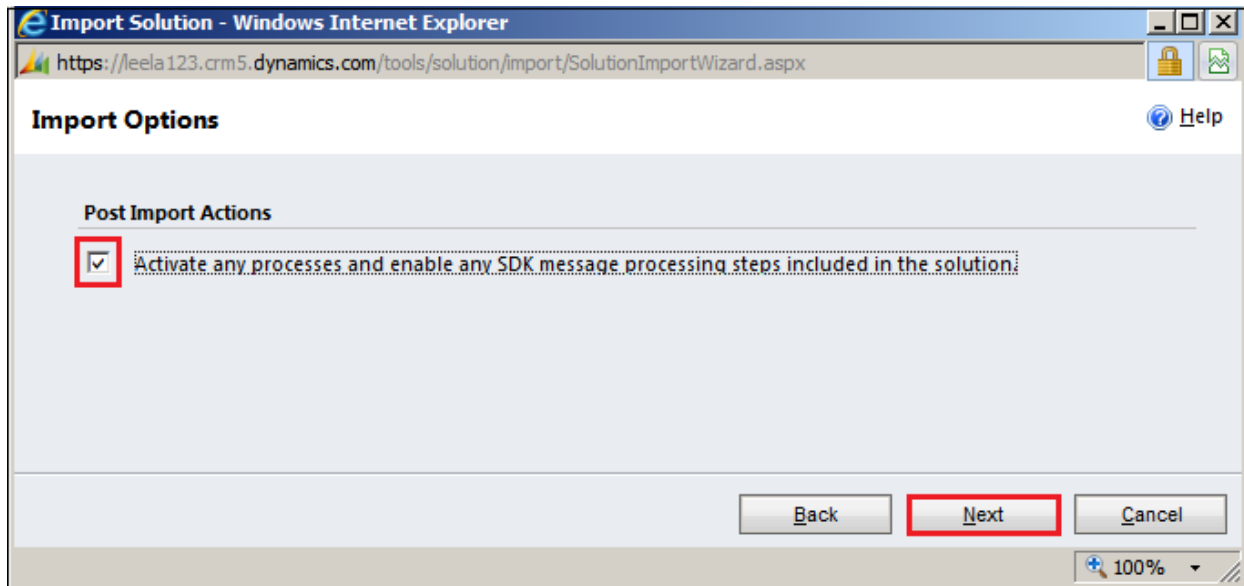 Import Solution - Windows Internet Explorer
https://leela123.crm5.dynamics.com/tools/solution/import/SolutionImportWizard.aspx
Import Options
Help
Post Import Actions
Activate any processes and enable any SDK message processing steps included in the solution.
Back Next Cancel
100%